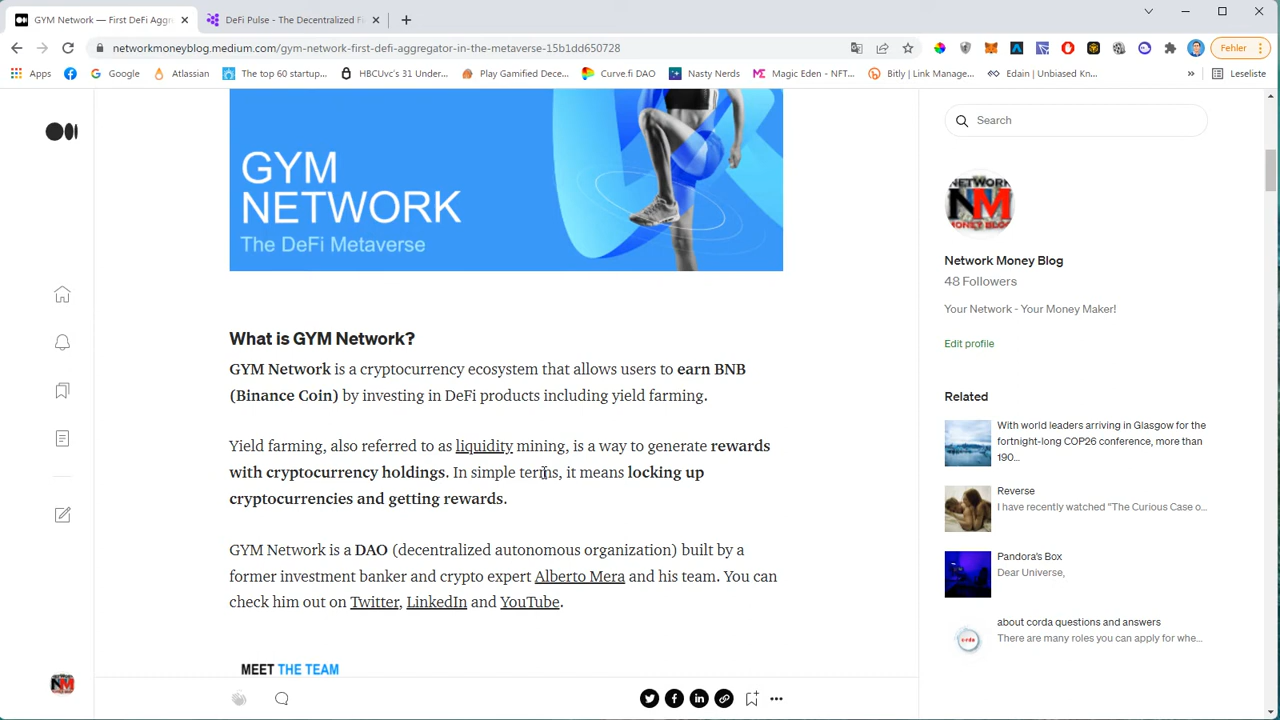 GYM Network — First DeFi Aggr
DeFi Pulse - The Decentralized Fi
networkmoneyblog.medium.com/gym-network-first-defi-aggregator-in-the-metaverse-15b1dd650728
Fehler
Apps
Google
Atlassian
The top 60 startup...
HBCUvc's 31 Under...
Play Gamified Dece...
Curve.fi DAO
Nasty Nerds
Magic Eden - NFT...
Bitly | Link Manage...
Edain | Unbiased Kn...
»
Leseliste
GYM
NETWORK
The DeFi Metaverse
What is GYM Network?
GYM Network is a cryptocurrency ecosystem that allows users to earn BNB
(Binance Coin) by investing in DeFi products including yield farming.
Yield farming, also referred to as liquidity mining, is a way to generate rewards
with cryptocurrency holdings. In simple terms, it means locking up
cryptocurrencies and getting rewards.
GYM Network is a DAO (decentralized autonomous organization) built by a
former investment banker and crypto expert Alberto Mera and his team. You can
check him out on Twitter, LinkedIn and YouTube.
MEET THE TEAM
Search
NETWORK
NM
MONEY BLOG
Network Money Blog
48 Followers
Your Network - Your Money Maker!
Edit profile
Related
With world leaders arriving in Glasgow for the
fortnight-long COP26 conference, more than
190...
Reverse
I have recently watched "The Curious Case o...
Pandora's Box
Dear Universe,
about corda questions and answers
There are many roles you can apply for whe...